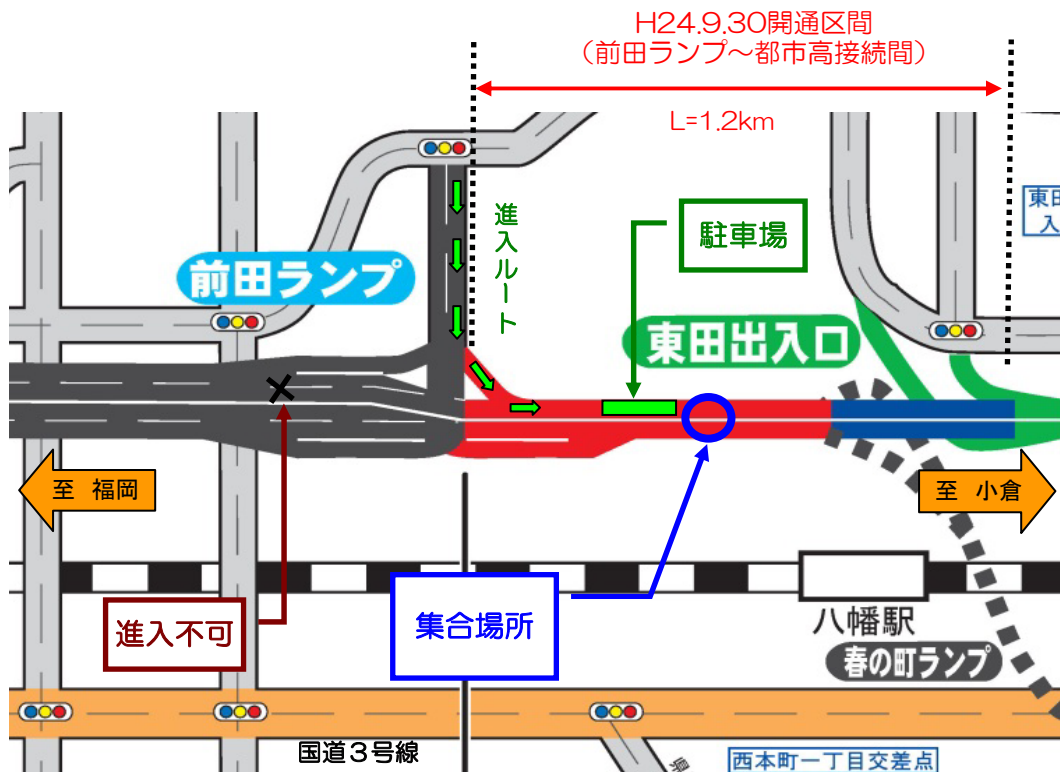 H24.9.30開通区間
（前田ランプ～都市高接続間）
L=1.2km
進入ルート
駐車場
東田
入
前田ランプ
東田出入口
至 福岡
至 小倉
進入不可
集合場所
八幡駅
春の町ランプ
国道３号線
西本町一丁目交差点